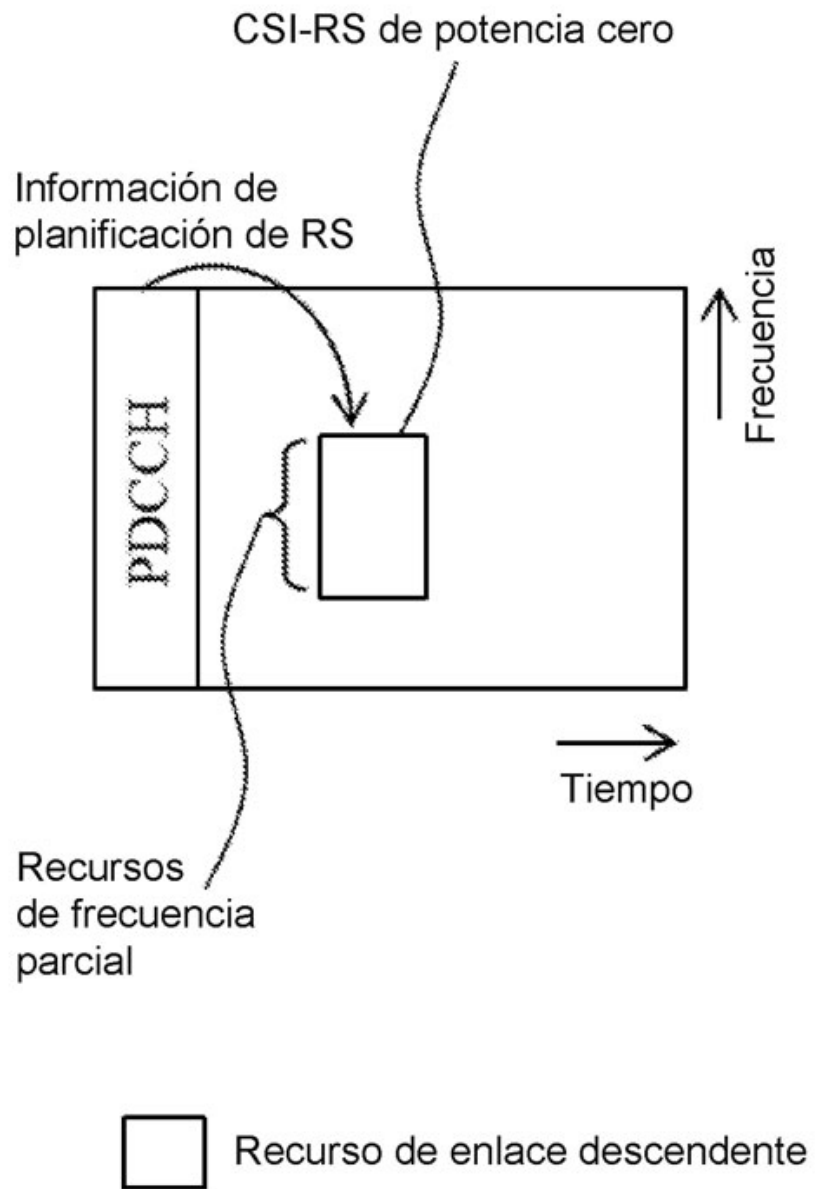 CSI-RS de potencia cero
Información de
planificación de RS
Frecuencia
PDCCH
Tiempo
Recursos
de frecuencia
parcial
Recurso de enlace descendente